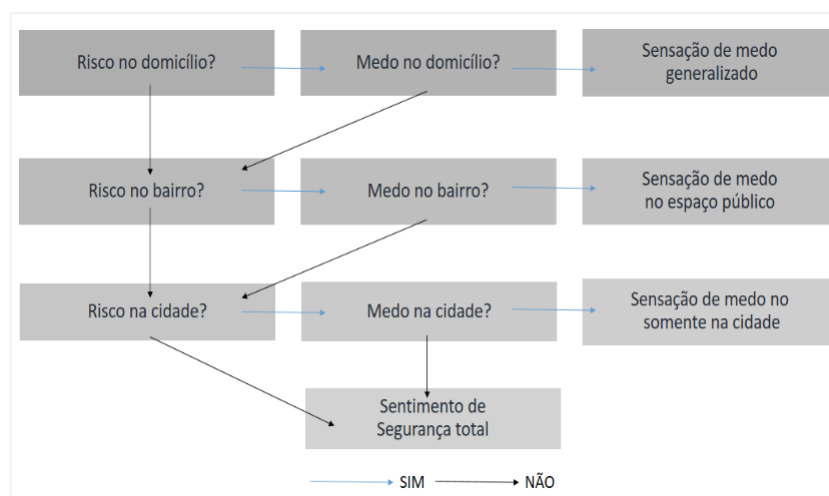 Risco no domicílio?
Medo no domicílio?
Sensação de medo
generalizado
Risco no bairro?
Medo no bairro?
Sensação de medo
no espaço público
Risco na cidade?
Medo na cidade?
Sensação de medo no
somente na cidade
Sentimento de
Segurança total
SIM
NÃO